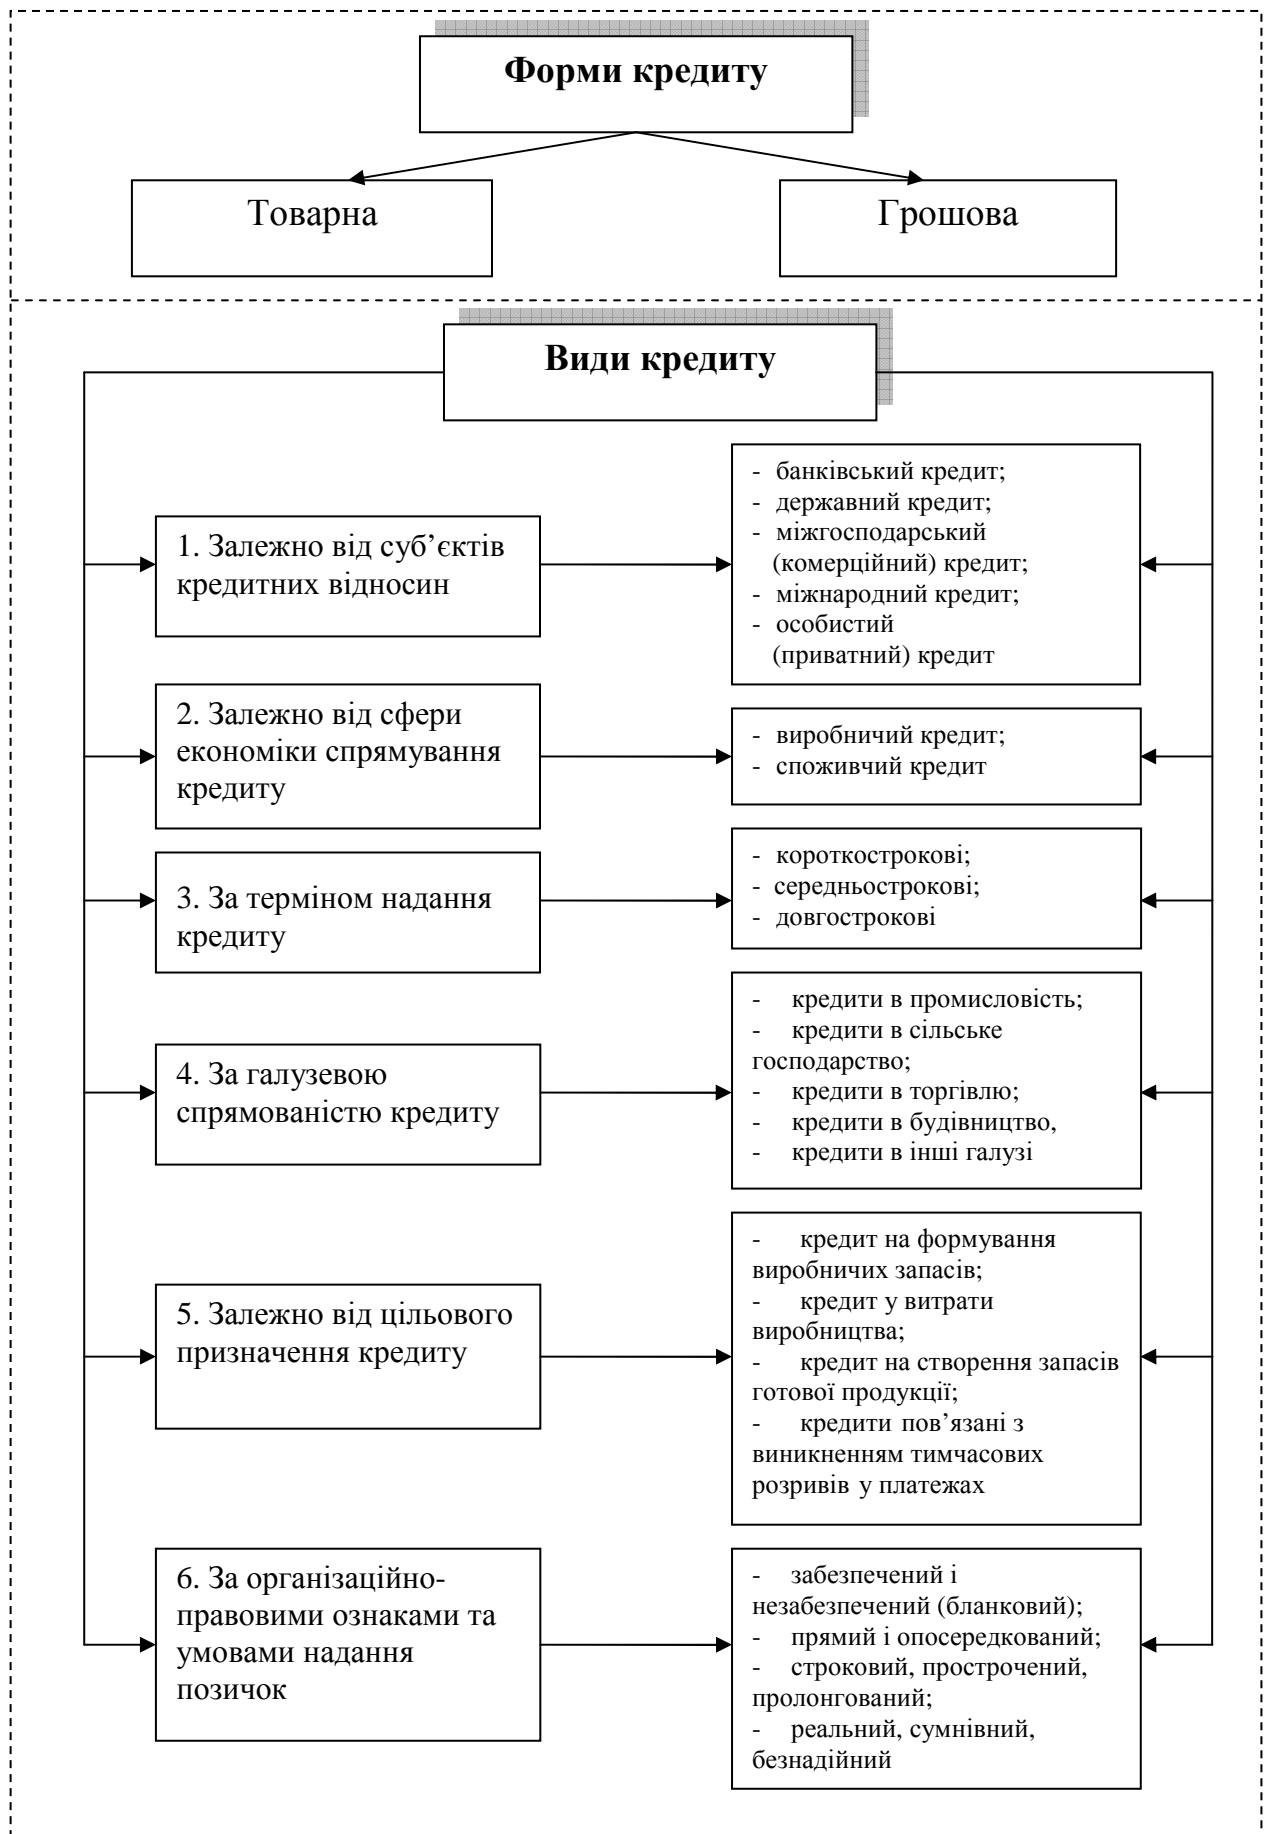 Форми кредиту
Товарна
Грошова
Види кредиту
1. Залежно від суб’єктів
кредитних відносин
- банківський кредит;
- державний кредит;
- міжгосподарський
(комерційний) кредит;
- міжнародний кредит;
- особистий
(приватний) кредит
2. Залежно від сфери
економіки спрямування
кредиту
- виробничий кредит;
- споживчий кредит
3. За терміном надання
кредиту
- короткострокові;
- середньострокові;
- довгострокові
4. За галузевою
спрямованістю кредиту
- кредити в промисловість;
- кредити в сільське
господарство;
- кредити в торгівлю;
- кредити в будівництво,
- кредити в інші галузі
5. Залежно від цільового
призначення кредиту
- кредит на формування
виробничих запасів;
- кредит у витрати
виробництва;
- кредит на створення запасів
готової продукції;
- кредити пов’язані з
виникненням тимчасових
розривів у платежах
6. За організаційно-
правовими ознаками та
умовами надання
позичок
- забезпечений і
незабезпечений (бланковий);
- прямий і опосередкований;
- строковий, прострочений,
пролонгований;
- реальний, сумнівний,
безнадійний